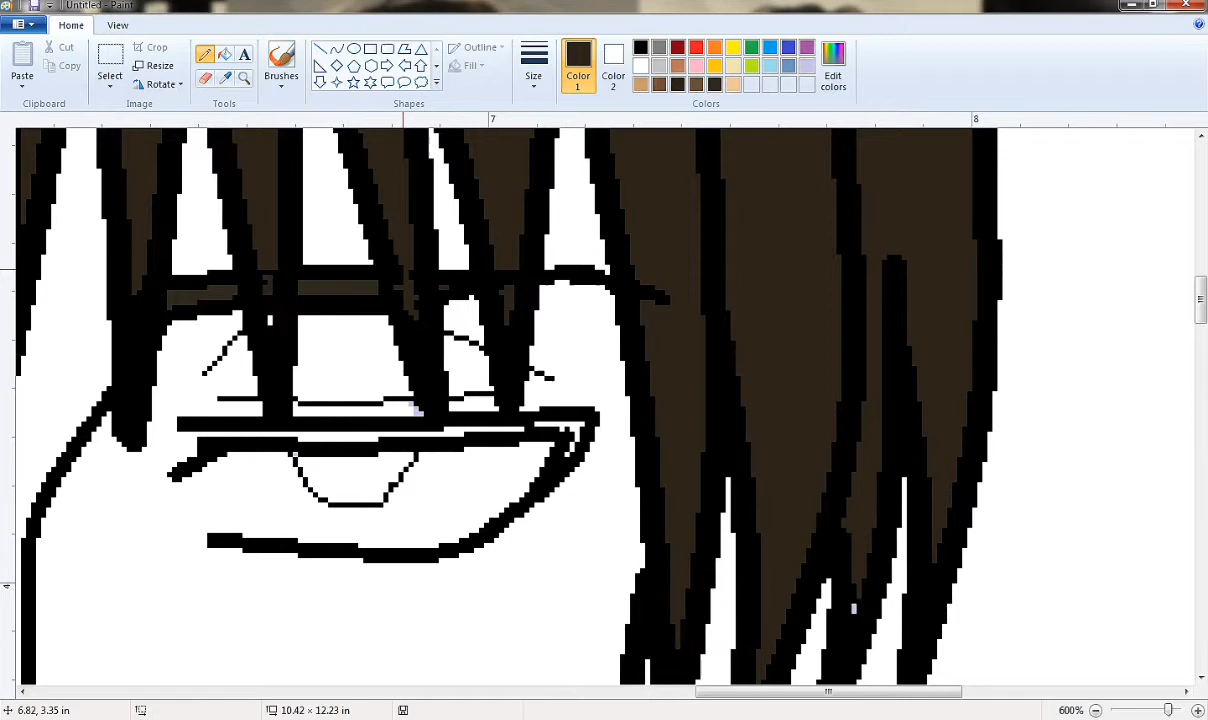 Untitled - Paint
Home View
Paste
Cut
Copy
Clipboard
Select
Crop
Resize
Rotate
Image
A
Tools
Brushes
Outline
Fill
Shapes
Size
Color 1
Color 2
Edit colors
Colors
7 8
4
6.82, 3.35 in
10.42 × 12.23 in
600%